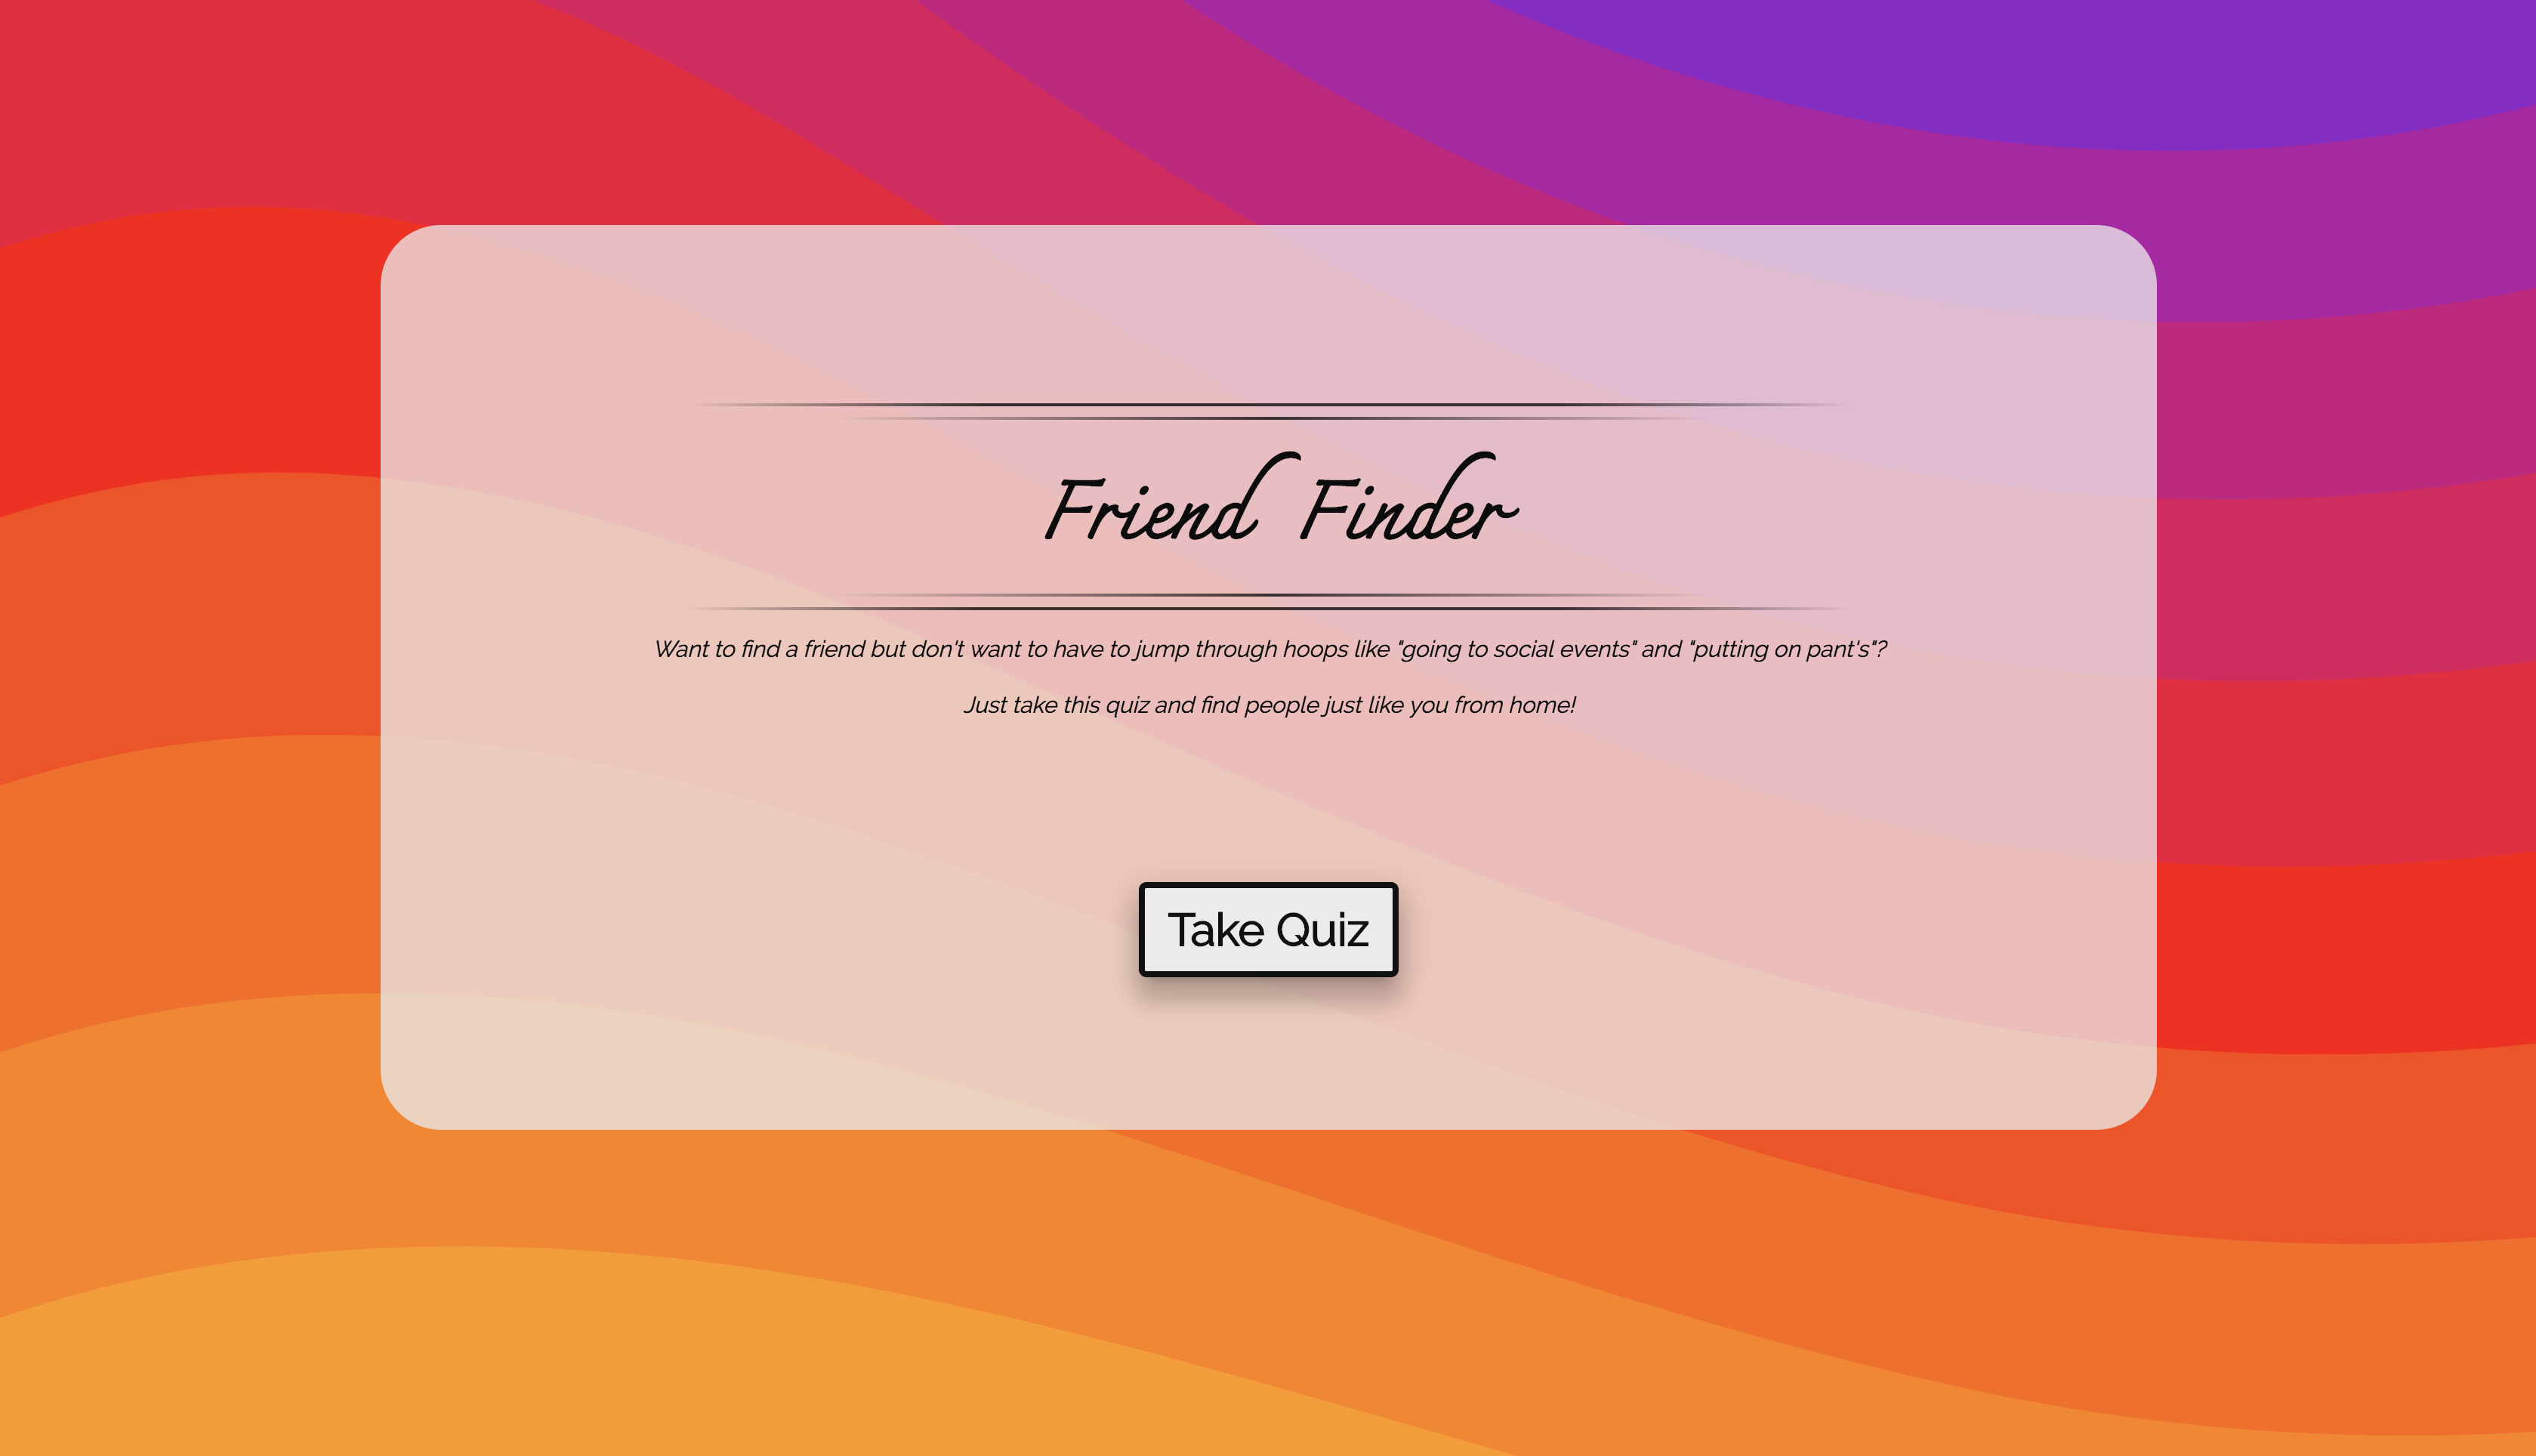 Friend Finder
Want to find a friend but don't want to have to jump through hoops like "going to social events" and "putting on pant's"?
Just take this quiz and find people just like you from home!
Take Quiz